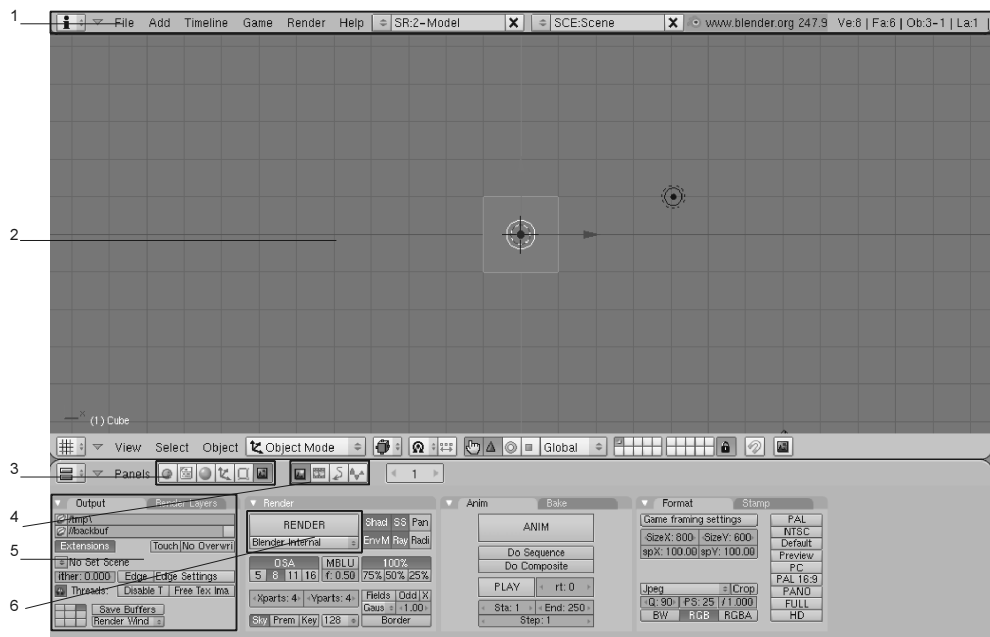 1
File Add Timeline Game Render Help SR:2-Model X SCE:Scene X www.blender.org 247.9 Ve:8 | Fa:6 | Ob:3-1 | La:1
2
(1) Cube
View Select Object Object Mode Global
3
Panels 1
4
Output Render Layers
/tmp\
//backbuf
Extensions Touch No Overwri
5
No Set Scene
ither: 0.000 Edge Edge Settings
Threads: Disable T Free Tex Ima
6
Save Buffers
Render Wind
Render
RENDER Shad SS Pan
Blender Internal EnvM Ray Radi
OSA MBLU 100%
5 8 11 16 f: 0.50 75% 50% 25%
Xparts: 4 Yparts: 4 Fields Odd X
Gaus 1.00
Sky Prem Key 128 Border
Anim Bake
ANIM
Do Sequence
Do Composite
PLAY rt: 0
Sta: 1 End: 250
Step: 1
Format Stamp
Game framing settings PAL
NTSC
SizeX: 800 SizeY: 600 Default
spX: 100.00 spY: 100.00 Preview
PC
PAL 16:9
Jpeg Crop PANO
Q: 90 FPS: 25 /1.000 FULL
BW RGB RGBA HD